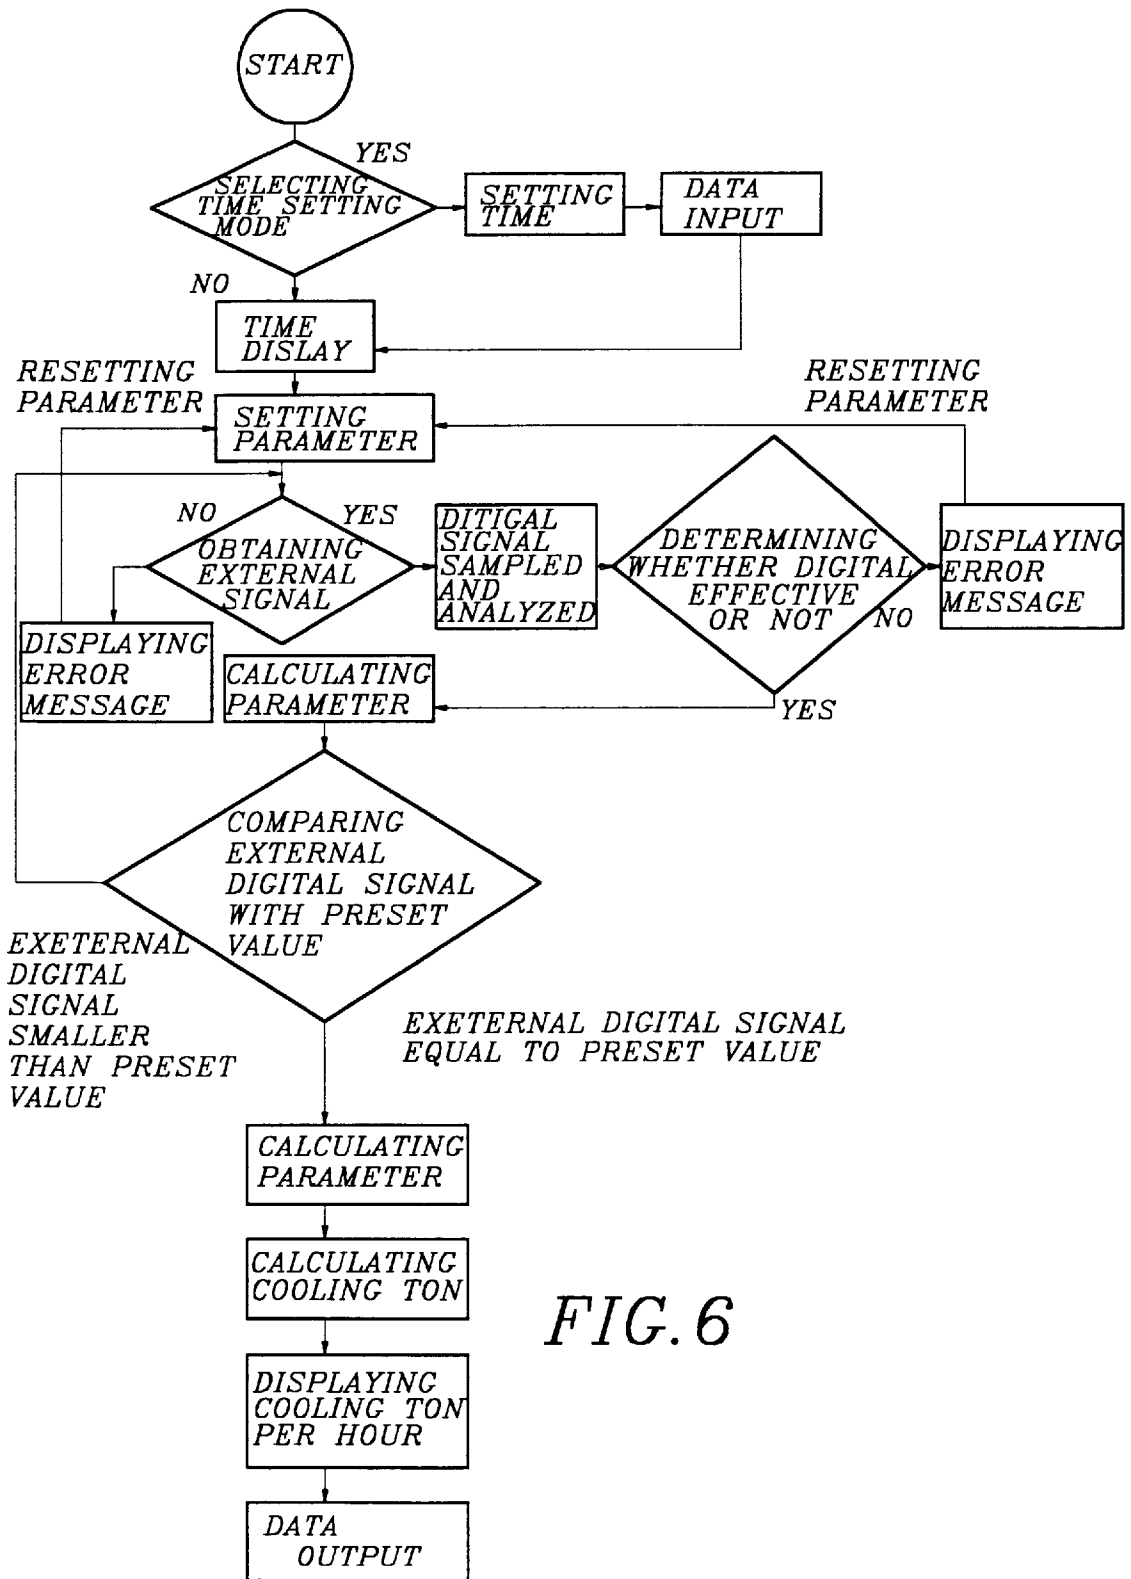 START
YES
SELECTING
TIME SETTING
MODE
SETTING
TIME
DATA
INPUT
NO
TIME
DISLAY
RESETTING
PARAMETER
RESETTING
PARAMETER
SETTING
PARAMETER
NO
YES
OBTAINING
EXTERNAL
SIGNAL
DITIGAL
SIGNAL
SAMPLED
AND
ANALYZED
DETERMINING
WHETHER DIGITAL
EFFECTIVE
OR NOT
NO
DISPLAYING
ERROR
MESSAGE
DISPLAYING
ERROR
MESSAGE
CALCULATING
PARAMETER
YES
COMPARING
EXTERNAL
DIGITAL SIGNAL
WITH PRESET
VALUE
EXETERNAL
DIGITAL
SIGNAL
SMALLER
THAN PRESET
VALUE
EXETERNAL DIGITAL SIGNAL
EQUAL TO PRESET VALUE
CALCULATING
PARAMETER
CALCULATING
COOLING TON
DISPLAYING
COOLING TON
PER HOUR
DATA
OUTPUT
FIG.6